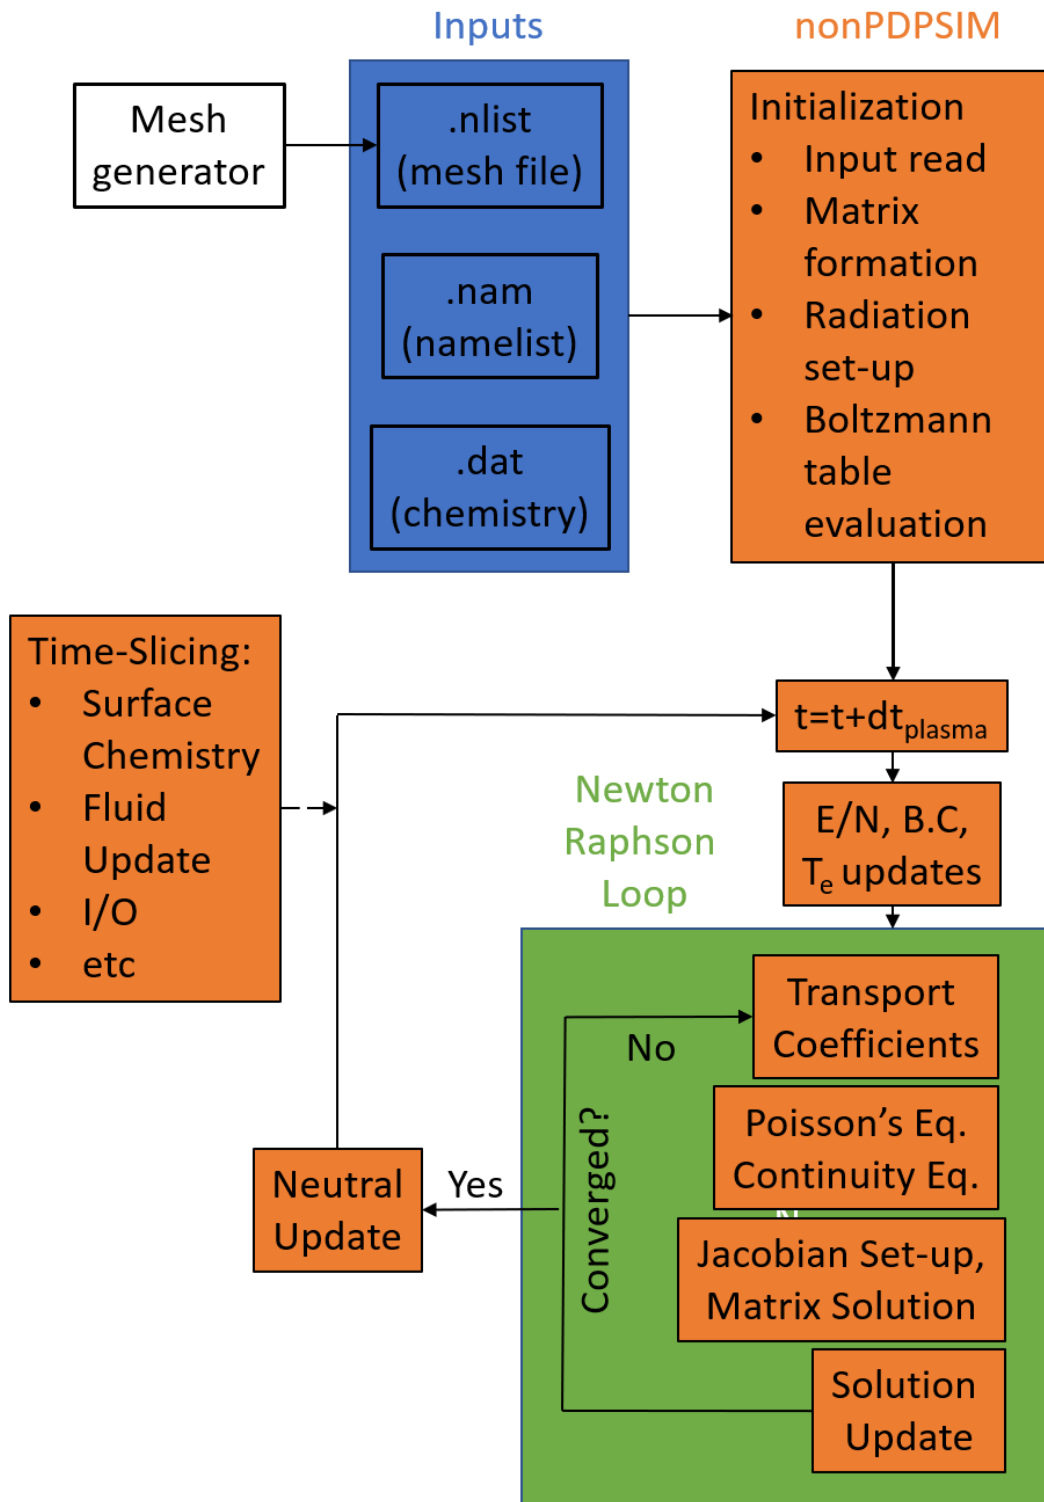 Inputs
nonPDPSIM
Mesh
generator
.nlist
(mesh file)
.nam
(namelist)
.dat
(chemistry)
Initialization
• Input read
• Matrix
formation
• Radiation
set-up
• Boltzmann
table
evaluation
Time-Slicing:
• Surface
Chemistry
• Fluid
Update
• I/O
• etc
t=t+dtplasma
E/N, B.C,
Te updates
Newton
Raphson
Loop
Transport
Coefficients
No
Poisson’s Eq.
Continuity Eq.
Converged?
Yes
Neutral
Update
Jacobian Set-up,
Matrix Solution
Solution
Update